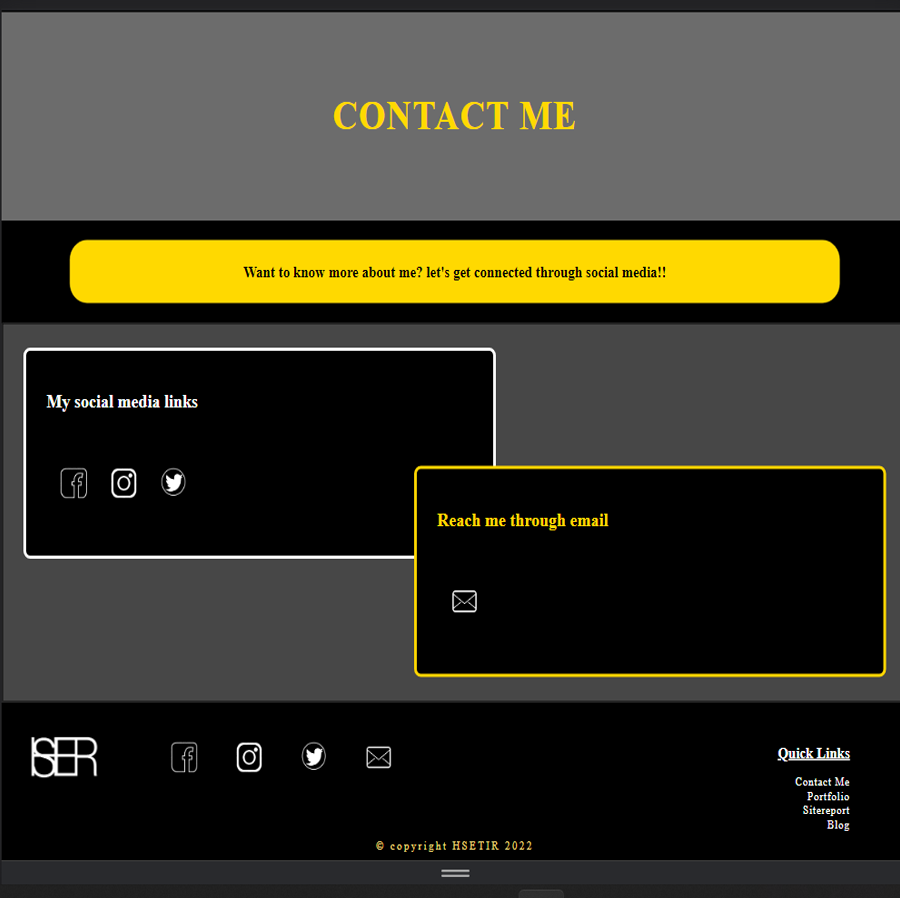 CONTACT ME
Want to know more about me? let's get connected through social media!!
My social media links
Reach me through email
ISER
Quick Links
Contact Me
Portfolio
Sitereport
Blog
© copyright HSETIR 2022